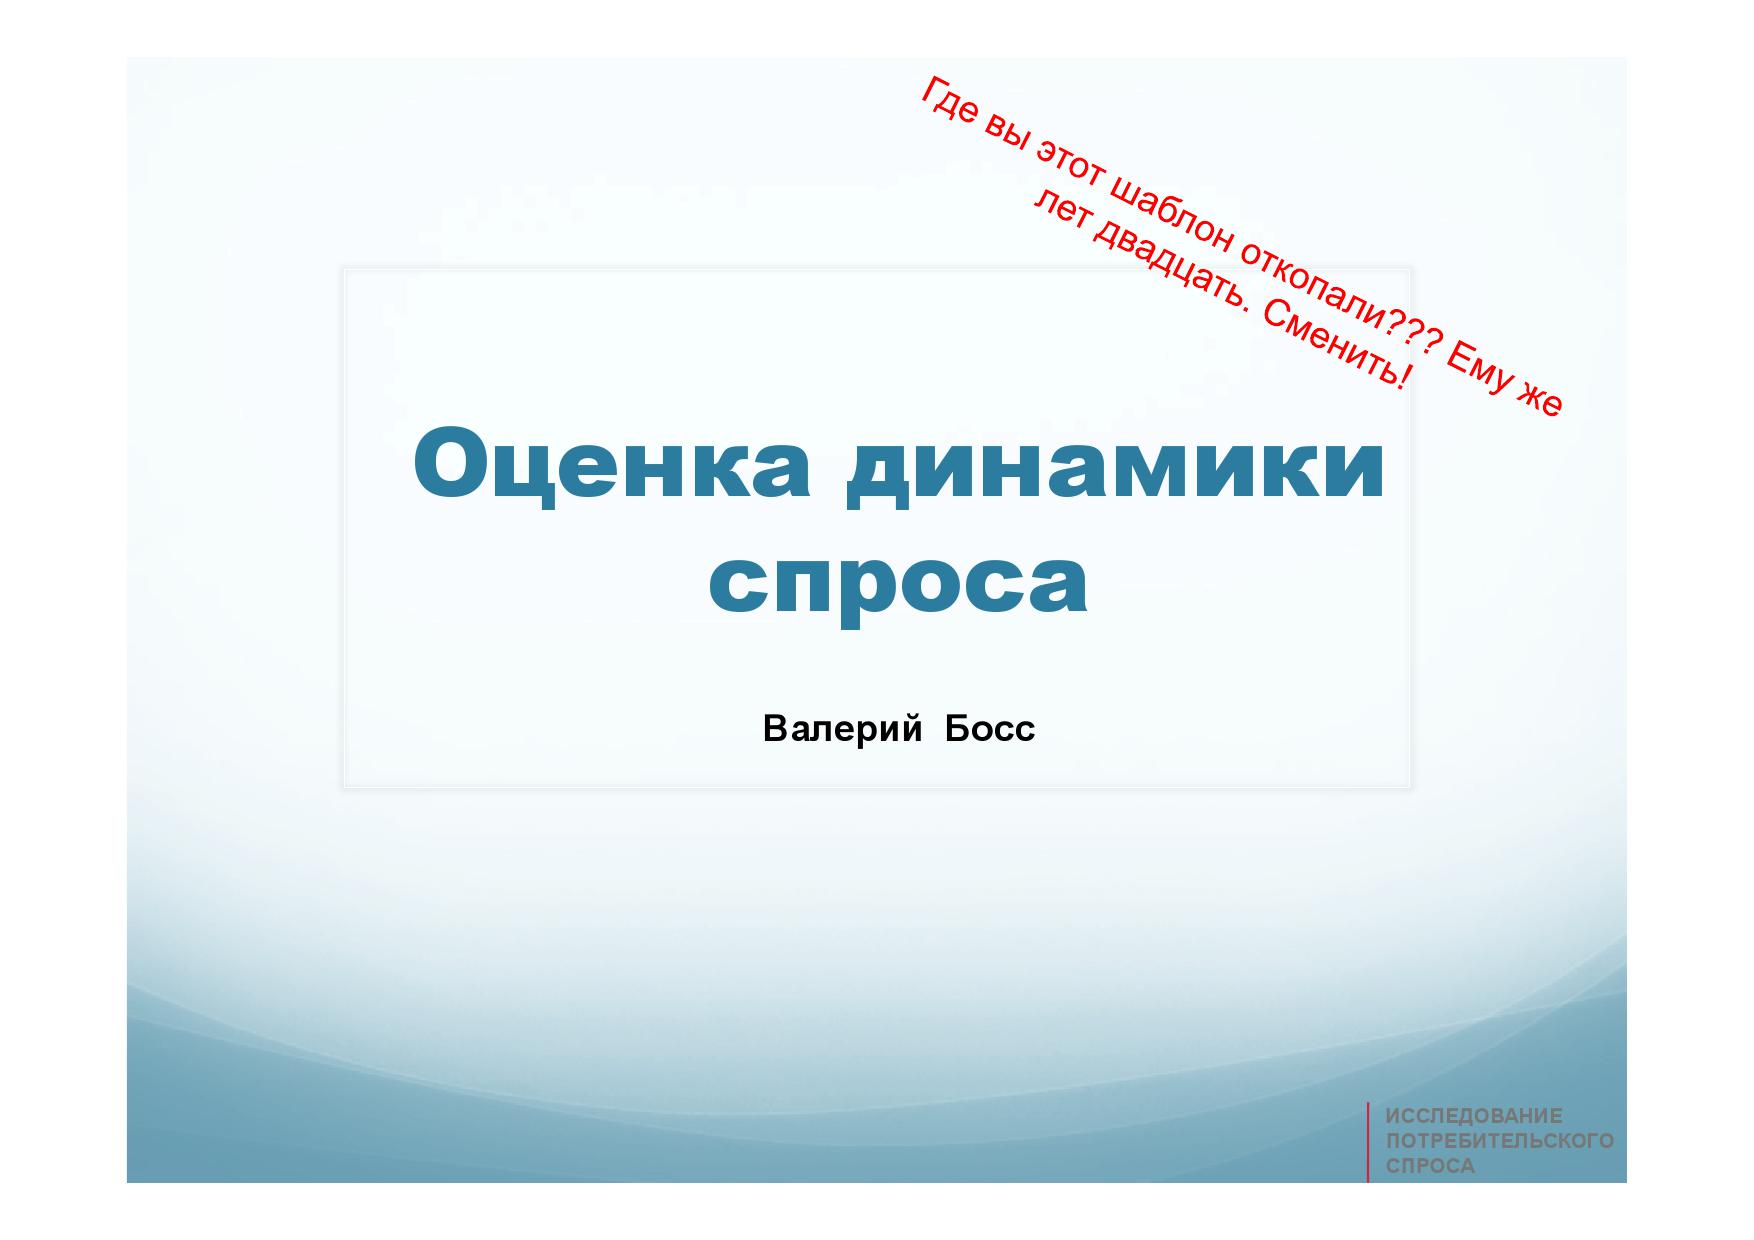 Где вы этот шаблон откопали??? Ему же
лет двадцать. Сменить!
Оценка динамики
спроса
Валерий Босс
ИССЛЕДОВАНИЕ
ПОТРЕБИТЕЛЬСКОГО
СПРОСА